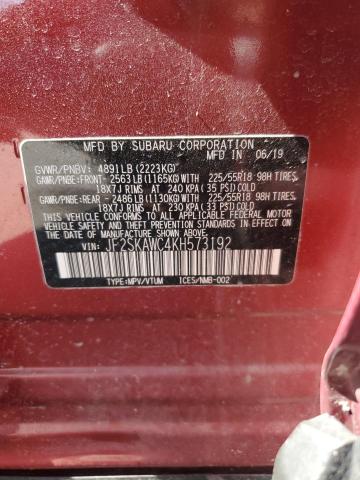 MFD. BY SUBARU CORPORATION
MFD. IN 06/19
GVWR/PNBV: 4891LB (2223KG)
GAWR/PNBE:FRONT- 2563LB(1165KG)WITH 225/55R18 98H TIRES,
18X7J RIMS AT 240 KPA (35 PSI)COLD
GAWR/PNBE:REAR - 2486LB(1130KG)WITH 225/55R18 98H TIRES,
18X7J RIMS AT 230 KPA (33 PSI)COLD
THIS VEHICLE CONFORMS TO ALL APPLICABLE
U.S. FEDERAL MOTOR VEHICLE SAFETY, BUMPER,
AND THEFT PREVENTION STANDARDS IN EFFECT
ON THE DATE OF MANUFACTURE SHOWN ABOVE.
VIN: JF2SKAWC4KH573192
TYPE:MPV/VTUM ICES/NMB-002